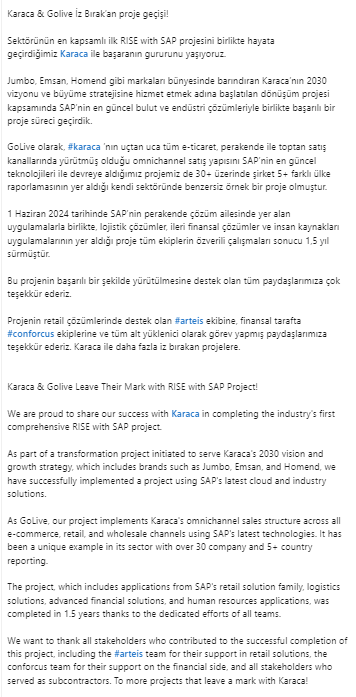 Karaca & Golive İz Bırak'an proje geçişi!
Sektörünün en kapsamlı ilk RISE with SAP projesini birlikte hayata
geçirdiğimiz Karaca ile başaranın gururunu yaşıyoruz.
Jumbo, Emsan, Homend gibi markaları bünyesinde barındıran Karaca'nın 2030
vizyonu ve büyüme stratejisine hizmet etmek adına başlatılan dönüşüm projesi
kapsamında SAP'nin en güncel bulut ve endüstri çözümleriyle birlikte başarılı bir
proje süreci geçirdik.
GoLive olarak, #karaca 'nın uçtan uca tüm e-ticaret, perakende ile toptan satış
kanallarında yürütmüş olduğu omnichannel satış yapısını SAP'nin en güncel
teknolojileri ile devreye aldığımız projemiz de 30+ üzerinde şirket 5+ farklı ülke
raporlamasının yer aldığı kendi sektöründe benzersiz örnek bir proje olmuştur.
1 Haziran 2024 tarihinde SAP'nin perakende çözüm ailesinde yer alan
uygulamalarla birlikte, lojistik çözümler, ileri finansal çözümler ve insan kaynakları
uygulamalarının yer aldığı proje tüm ekiplerin özverili çalışmaları sonucu 1,5 yıl
sürmüştür.
Bu projenin başarılı bir şekilde yürütülmesine destek olan tüm paydaşlarımıza çok
teşekkür ederiz.
Projenin retail çözümlerinde destek olan #arteis ekibine, finansal tarafta
#conforcus ekiplerine ve tüm alt yüklenici olarak görev yapmış paydaşlarımıza
teşekkür ederiz. Karaca ile daha fazla iz bırakan projelere.
Karaca & Golive Leave Their Mark with RISE with SAP Project!
We are proud to share our success with Karaca in completing the industry's first
comprehensive RISE with SAP project.
As part of a transformation project initiated to serve Karaca's 2030 vision and
growth strategy, which includes brands such as Jumbo, Emsan, and Homend, we
have successfully implemented a project using SAP's latest cloud and industry
solutions.
As GoLive, our project implements Karaca's omnichannel sales structure across all
e-commerce, retail, and wholesale channels using SAP's latest technologies. It has
been a unique example in its sector with over 30 company and 5+ country
reporting.
The project, which includes applications from SAP's retail solution family, logistics
solutions, advanced financial solutions, and human resources applications, was
completed in 1.5 years thanks to the dedicated efforts of all teams.
We want to thank all stakeholders who contributed to the successful completion of
this project, including the #arteis team for their support in retail solutions, the
conforcus team for their support on the financial side, and all stakeholders who
served as subcontractors. To more projects that leave a mark with Karaca!